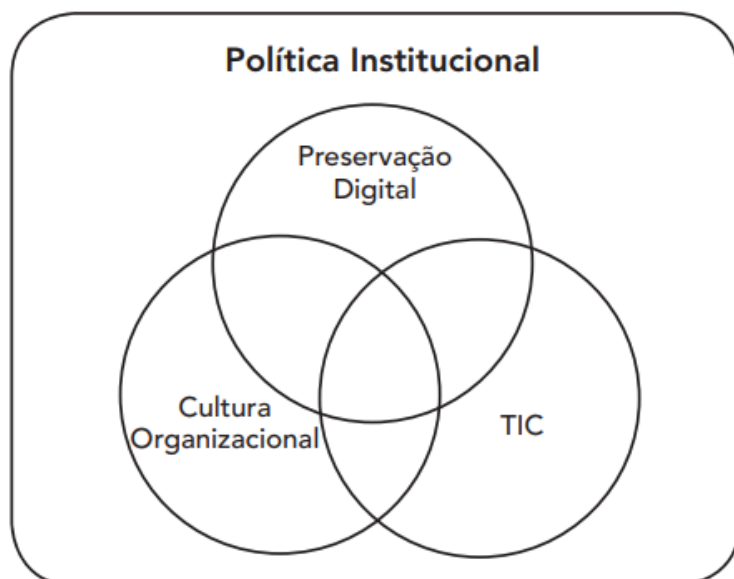 Política Institucional
Preservação
Digital
Cultura
Organizacional
TIC